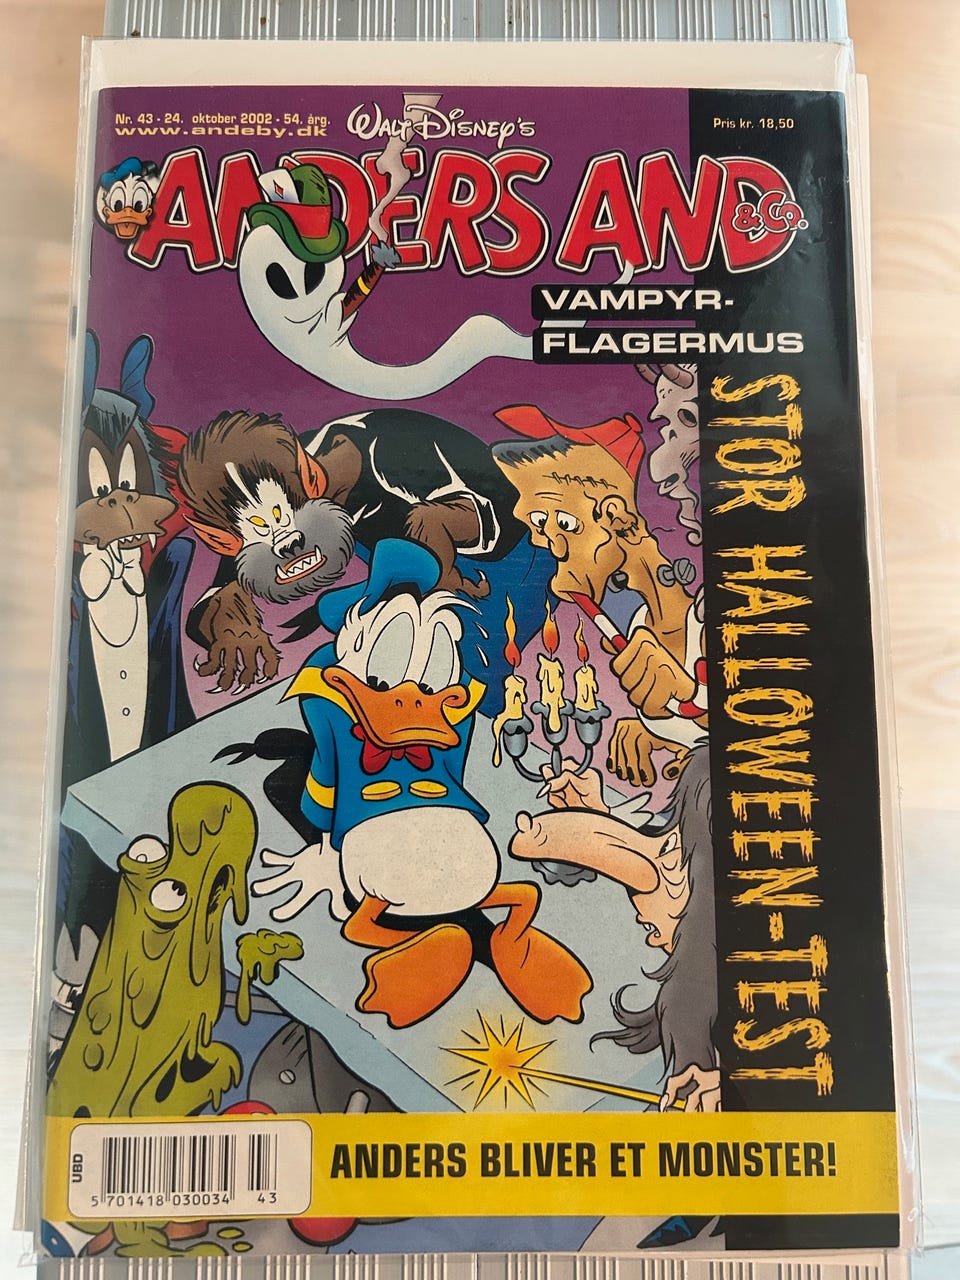 Nr. 43 - 24. oktober 2002 - 54. årg.
www.andeby.dk
Walt Disney's
Pris kr. 18,50
ANDERS AND
& Co.
VAMPYR-
FLAGERMUS
STOR HALLOWEEN-TEST
ANDERS BLIVER ET MONSTER!
UBD
5 701418 030034 43